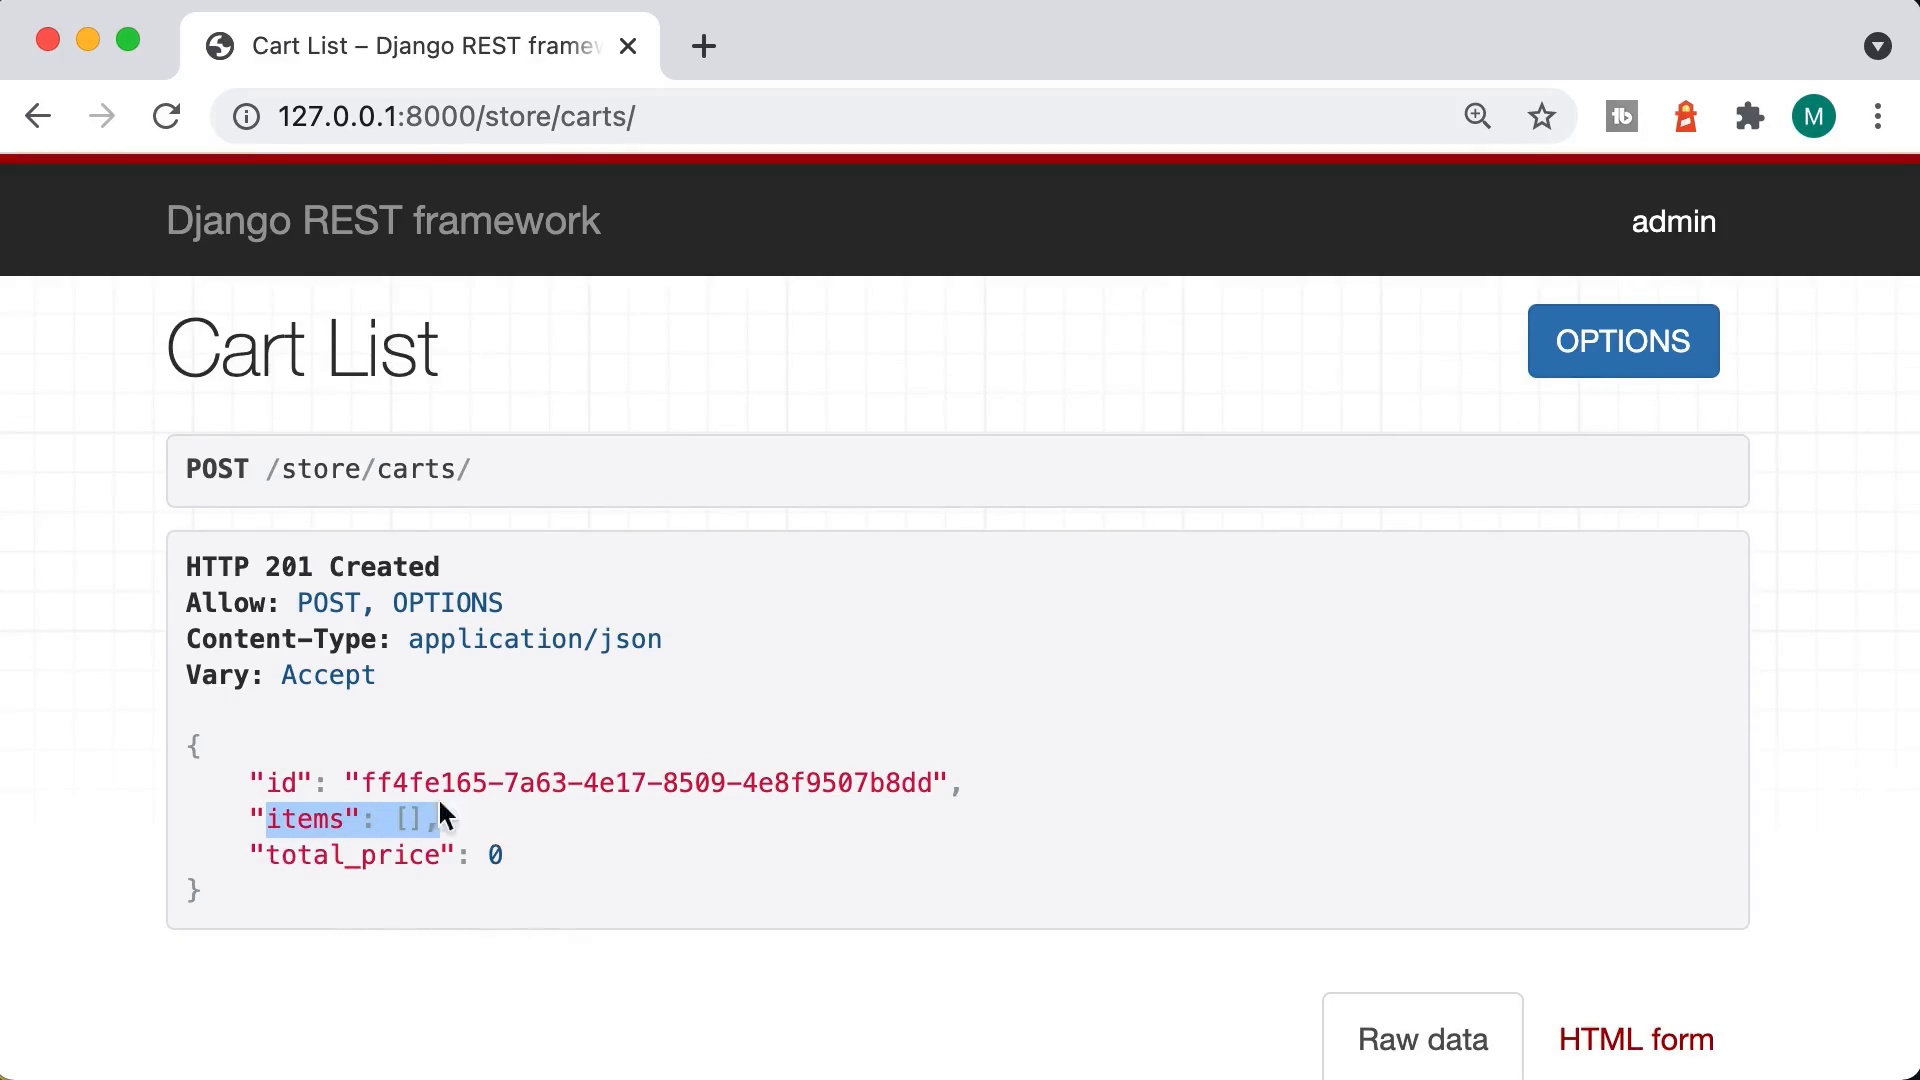 Cart List – Django REST framew
127.0.0.1:8000/store/carts/
M
Django REST framework
admin
Cart List
OPTIONS
POST /store/carts/
HTTP 201 Created
Allow: POST, OPTIONS
Content-Type: application/json
Vary: Accept
{
"id": "ff4fe165-7a63-4e17-8509-4e8f9507b8dd",
"items": [],
"total_price": 0
}
Raw data
HTML form